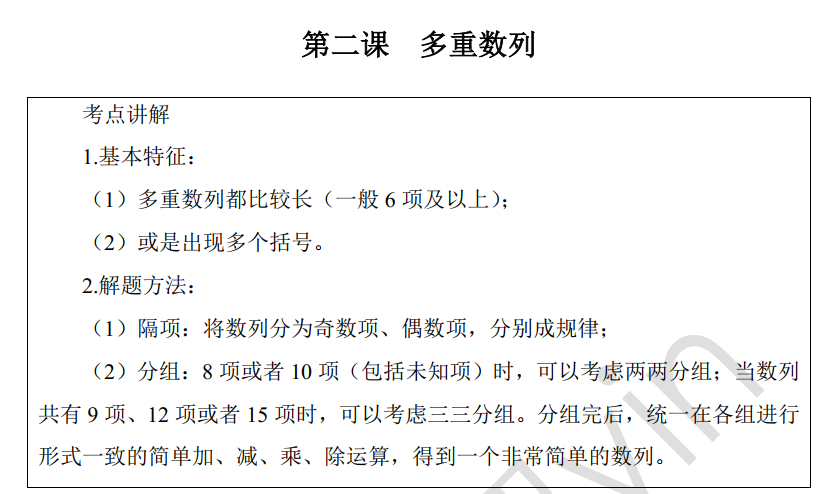 第二课 多重数列
考点讲解
1.基本特征：
（1）多重数列都比较长（一般 6 项及以上）；
（2）或是出现多个括号。
2.解题方法：
（1）隔项：将数列分为奇数项、偶数项，分别成规律；
（2）分组：8 项或者 10 项（包括未知项）时，可以考虑两两分组；当数列
共有 9 项、12 项或者 15 项时，可以考虑三三分组。分组完后，统一在各组进行
形式一致的简单加、减、乘、除运算，得到一个非常简单的数列。